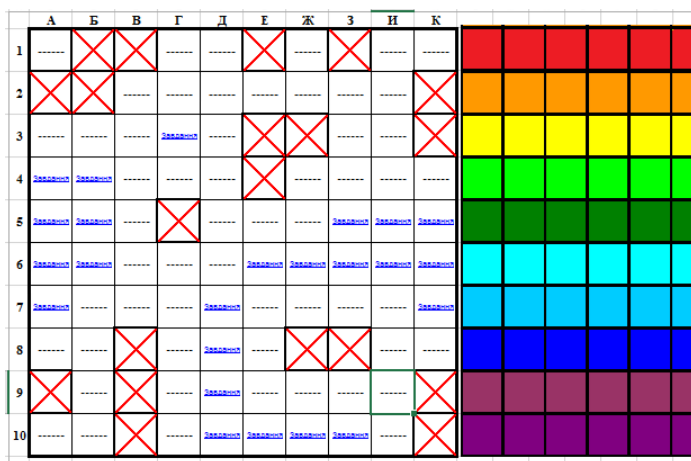 А Б В Г Д Е Ж З И К
1 ------ ------ ------ ------ ------ ------
2 ------ ------ ------ ------ ------ ------ ------
3 ------ ------ ------ Завдання ------ ------ ------
4 Завдання Завдання ------ ------ ------ ------ ------ ------ ------
5 Завдання Завдання ------ ------ ------ ------ Завдання Завдання Завдання
6 Завдання Завдання ------ ------ ------ Завдання Завдання Завдання Завдання Завдання
7 Завдання ------ ------ ------ Завдання ------ ------ ------ ------ Завдання
8 ------ ------ ------ Завдання ------ ------ ------
9 ------ ------ Завдання ------ ------ ------ ------
10 ------ ------ ------ Завдання Завдання Завдання Завдання ------